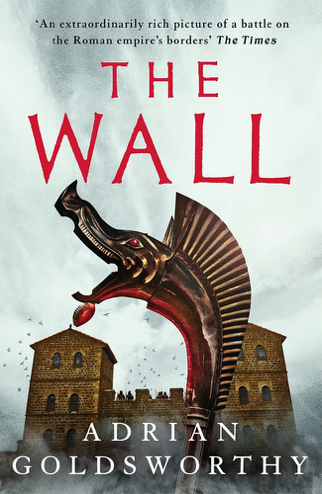 ‘An extraordinarily rich picture of a battle on
the Roman empire’s borders’ The Times
THE
WALL
ADRIAN
GOLDSWORTHY